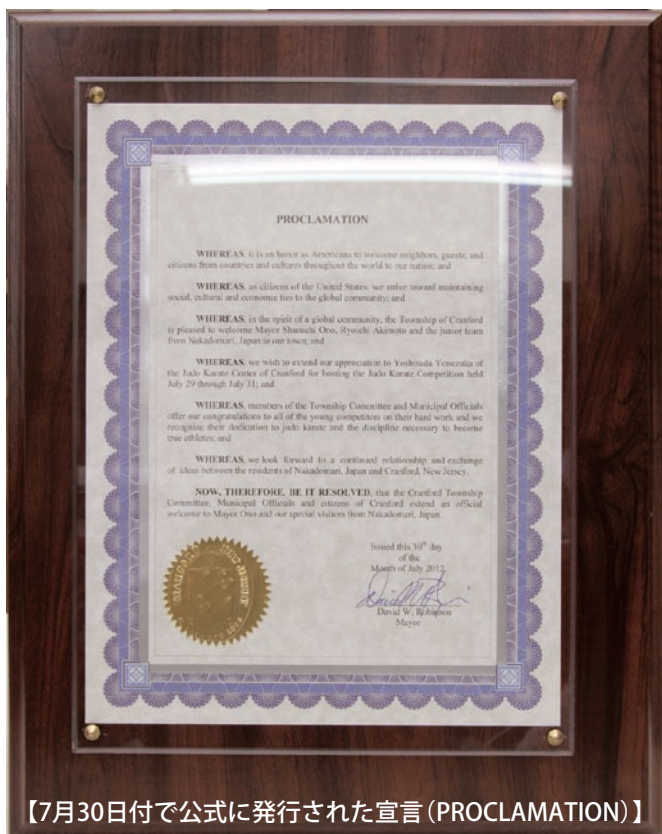 PROCLAMATION
WHEREAS, it is an honor as Americans to welcome neighbors, guests, and
citizens from countries and cultures throughout the world to our nation; and
WHEREAS, as citizens of the United States, we strive toward maintaining
social, cultural and economic ties to the global community; and
WHEREAS, in the spirit of a global community, the Township of Cranford
is pleased to welcome Mayor Shunichi Ono, Ryoichi Akimoto and the junior team
from Nakadomari, Japan to our town; and
WHEREAS, we wish to extend our appreciation to Yoshisada Yonezuka of
the Judo Karate Center of Cranford for hosting the Judo Karate Competition held
July 29 through July 31; and
WHEREAS, members of the Township Committee and Municipal Officials
offer our congratulations to all of the young competitors on their hard work and we
recognize their dedication to judo karate and the discipline necessary to become
true athletes; and
WHEREAS, we look forward to a continued relationship and exchange
of ideas between the residents of Nakadomari, Japan and Cranford, New Jersey.
NOW, THEREFORE, BE IT RESOLVED, that the Cranford Township
Committee, Municipal Officials and citizens of Cranford extend an official
welcome to Mayor Ono and our special visitors from Nakadomari, Japan.
Issued this 30th day
of the
Month of July 2012
David W. Robinson
Mayor
【7月30日付で公式に発行された宣言(PROCLAMATION)】